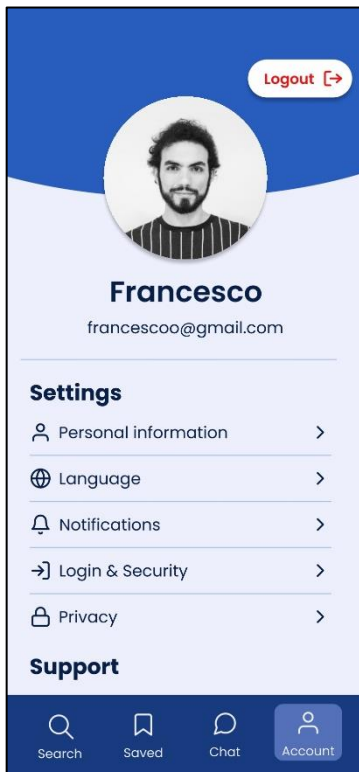 Logout
Francesco
francescoo@gmail.com
Settings
Personal information
Language
Notifications
Login & Security
Privacy
Support
Search Saved Chat Account